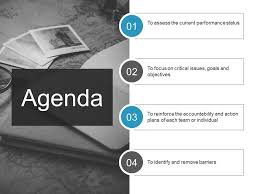 Agenda
01
To assess the current performance status
02
To focus on critical issues, goals and
objectives
03
To reinforce the accountability and action
plans of each team or individual
04
To identify and remove barriers